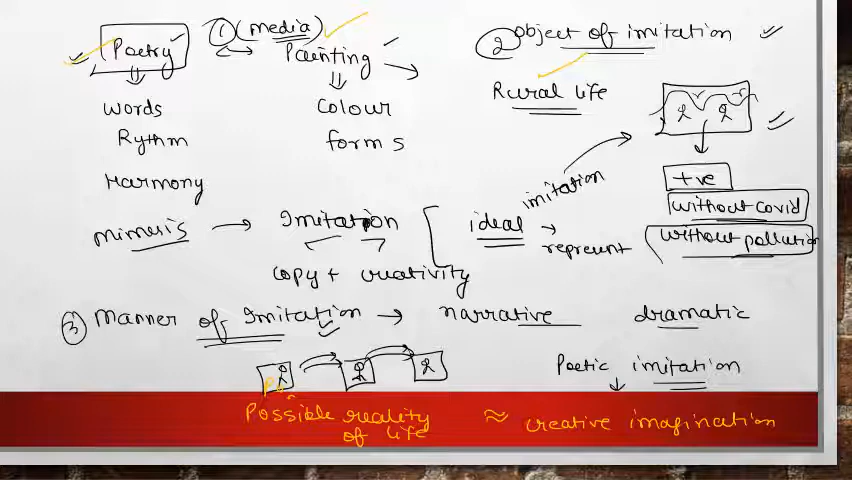 ① (media)
Poetry
Painting
words
Colour
Rythm
forms
Harmony
mimesis → Imitation
copy + creativity
② object of imitation
Rural life
imitation
+ve
without covid
without pollution
ideal →
represent
③ Manner of Imitation → narrative dramatic
Poetic imitation
Possible reality
of life
≈ creative imagination